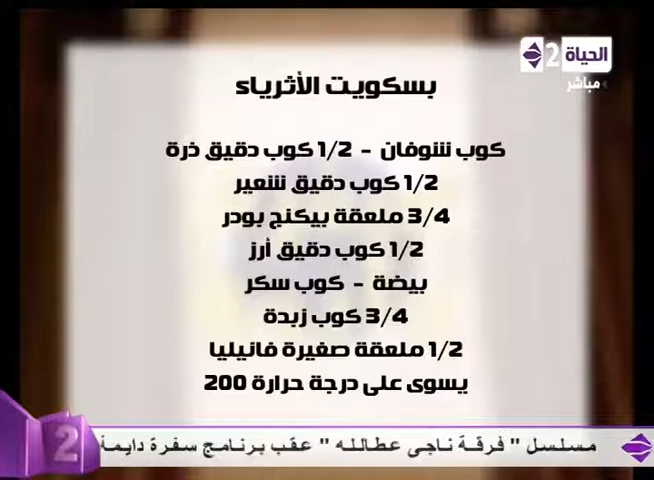 الحياة 2
مباشر
بسكويت الأثرياء
كوب شوفان - 1/2 كوب دقيق ذرة
1/2 كوب دقيق شعير
3/4 ملعقة بيكنج بودر
1/2 كوب دقيق أرز
بيضة - كوب سكر
3/4 كوب زبدة
1/2 ملعقة صغيرة فانيليا
يسوى على درجة حرارة 200
مسلسل " فرقة ناجى عطالله " عقب برنامج سفرة دايمة
2